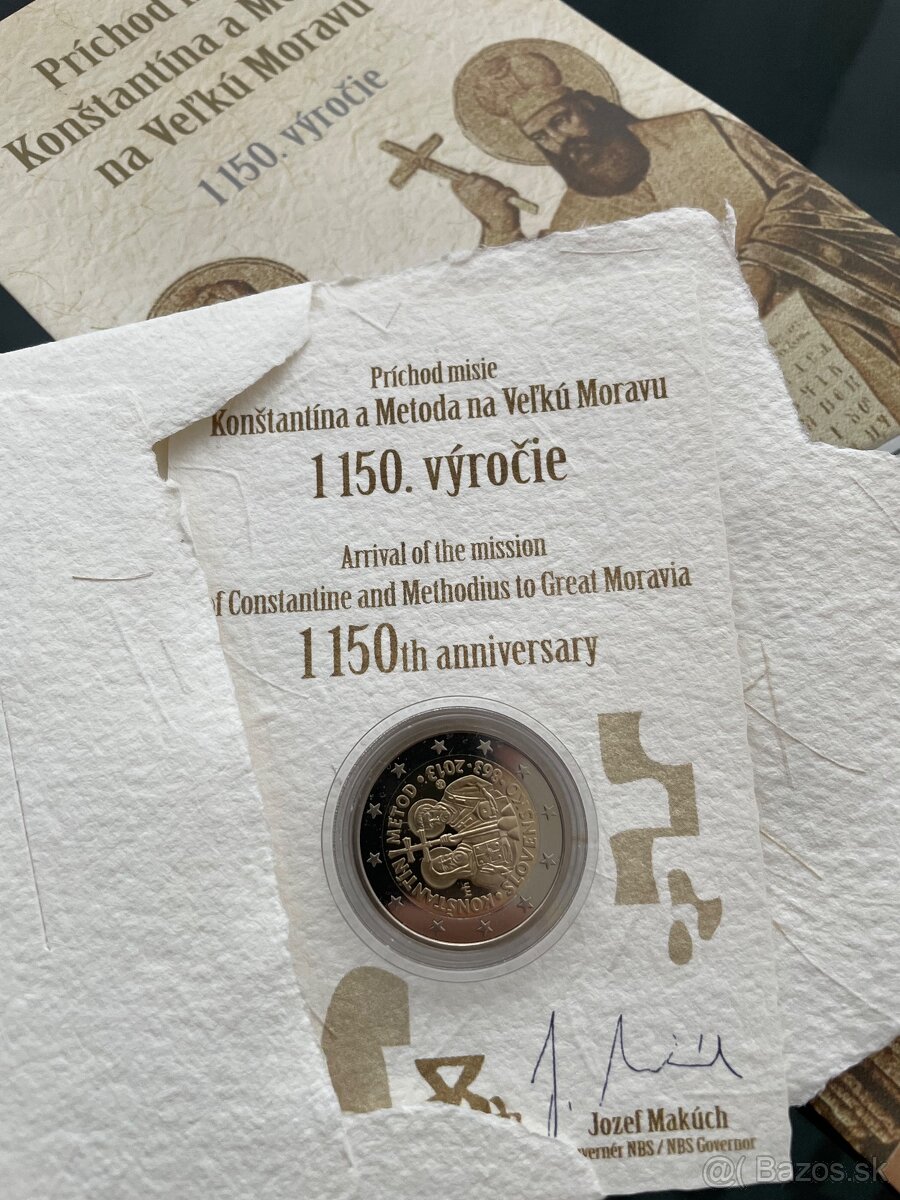 Príchod
Konštantína a
na Veľkú Moravu
1150. výročie
Príchod misie
Konštantína a Metoda na Veľkú Moravu
1150. výročie
Arrival of the mission
of Constantine and Methodius to Great Moravia
1150th anniversary
KONŠTANTÍN METOD • 863 • 2013 • SLOVENSKO •
mh
Jozef Makúch
vernér NBS / NBS Governor
@( Bazos.sk